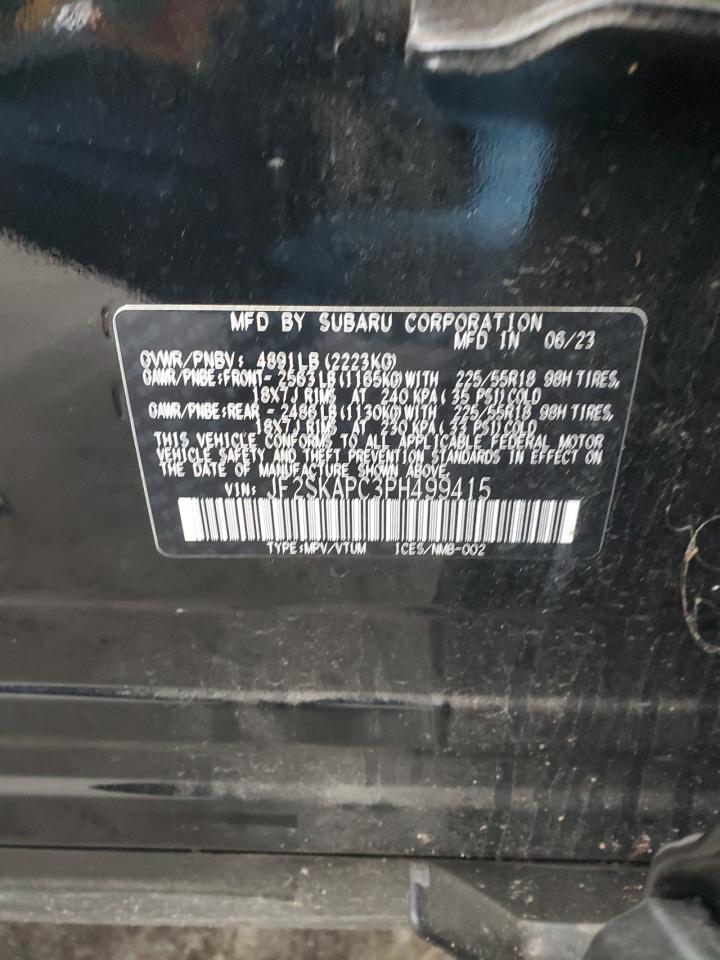 MFD BY SUBARU CORPORATION
MFD IN 06/23
GVWR/PNBV: 4891LB (2223KG)
GAWR/PNBE:FRONT- 2563LB (1165KG) WITH 225/55R18 98H TIRES,
18X7J RIMS AT 240 KPA (35 PSI) COLD
GAWR/PNBE:REAR - 2486LB (1130KG) WITH 225/55R18 98H TIRES,
18X7J RIMS AT 230 KPA (33 PSI) COLD
THIS VEHICLE CONFORMS TO ALL APPLICABLE FEDERAL MOTOR
VEHICLE SAFETY AND THEFT PREVENTION STANDARDS IN EFFECT ON
THE DATE OF MANUFACTURE SHOWN ABOVE.
VIN: JF2SKAPC3PH499415
TYPE:MPV/VTUM ICES/NMB-002